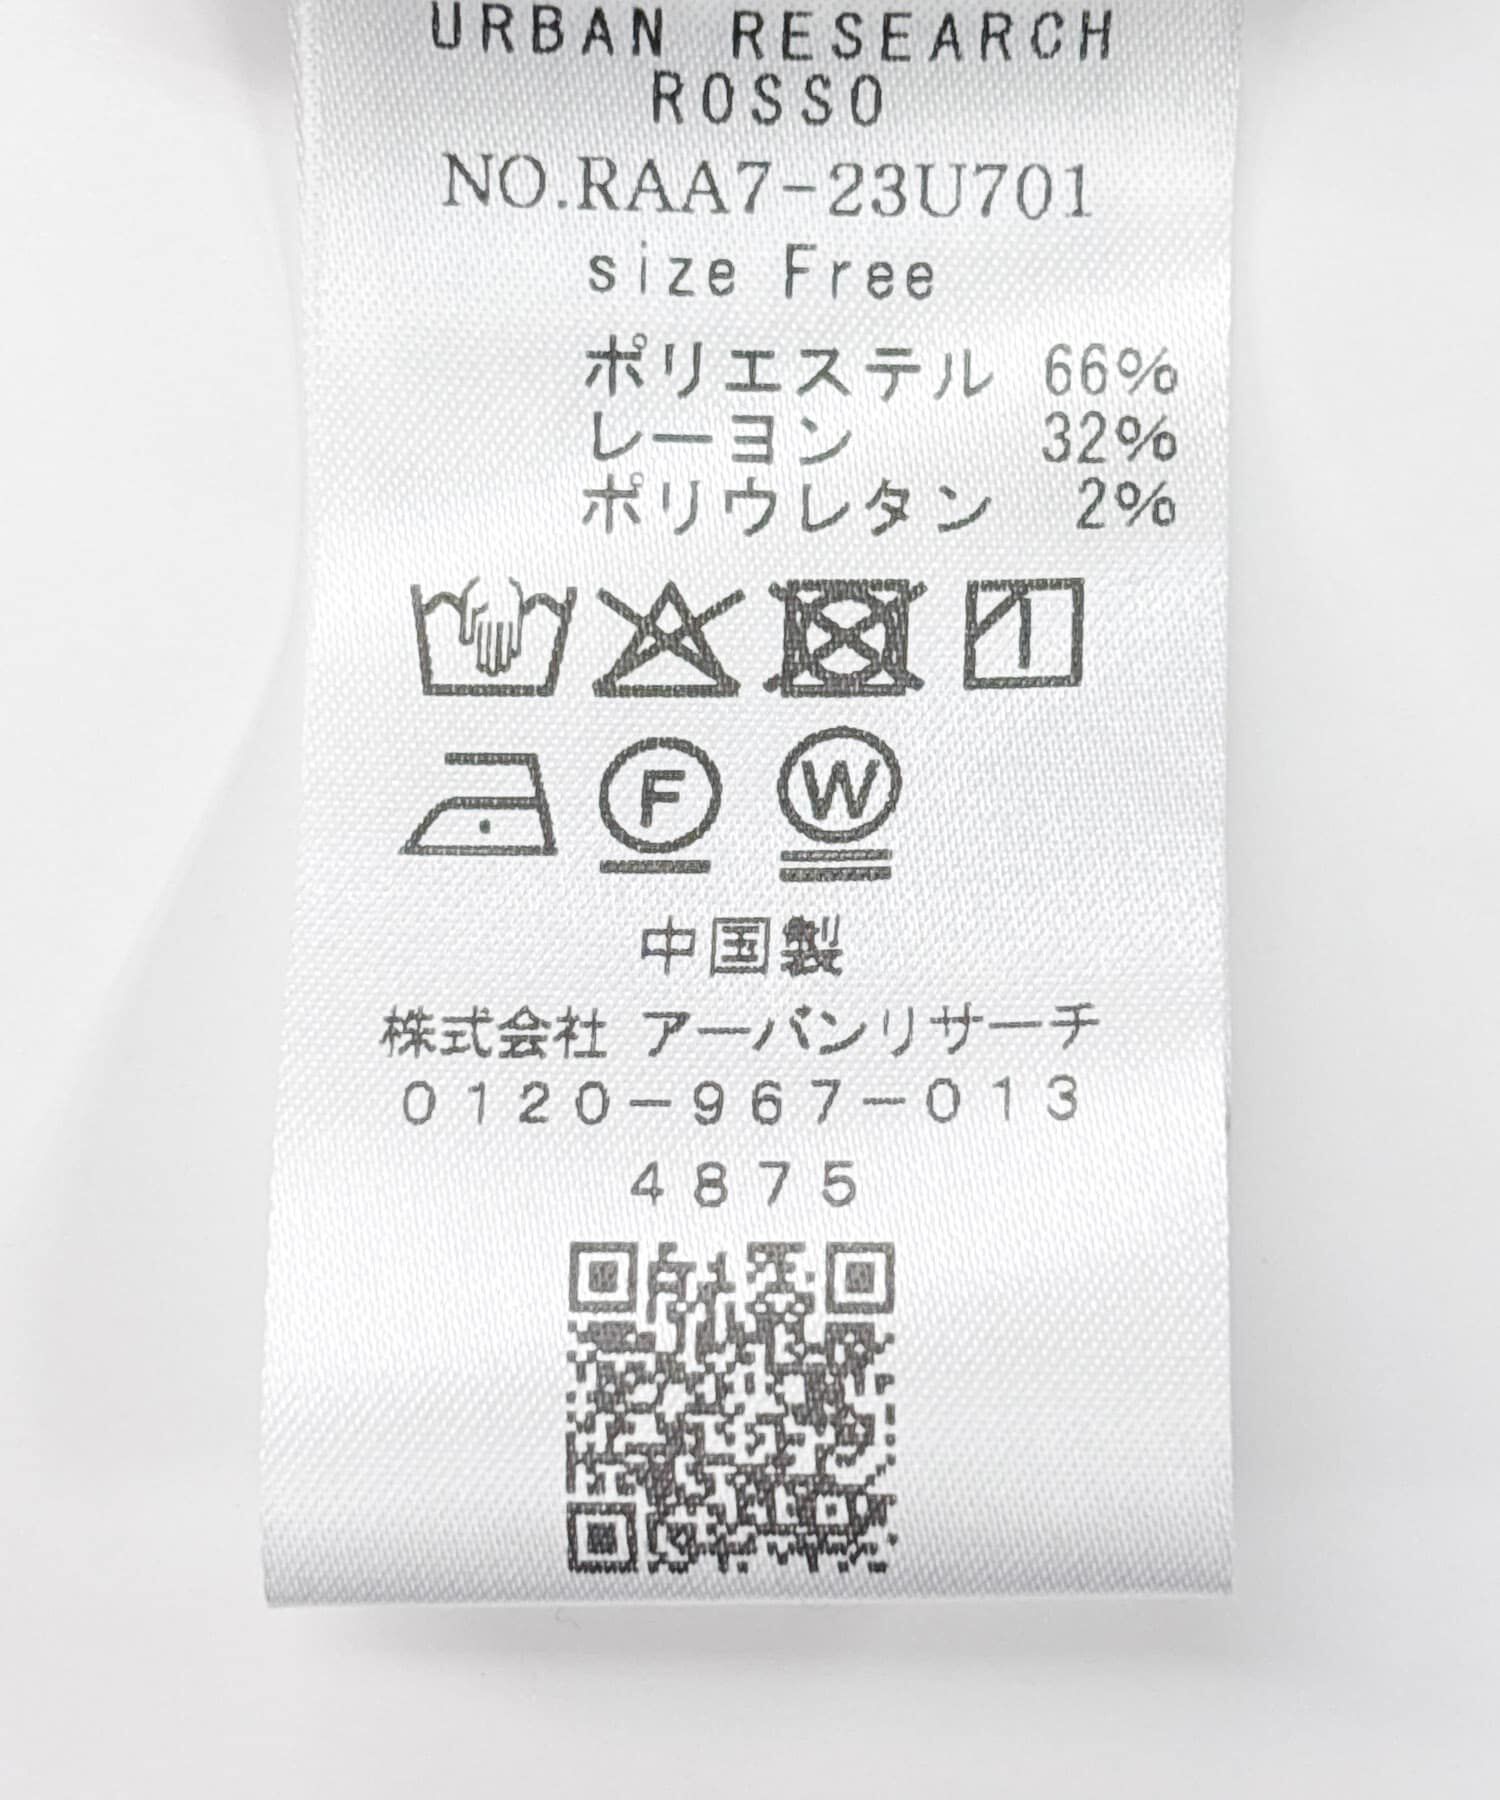 URBAN RESEARCH
ROSSO
NO.RAA7-23U701
size Free
ポリエステル 66%
レーヨン 32%
ポリウレタン 2%
F W
中国製
株式会社 アーバンリサーチ
0120-967-013
4875